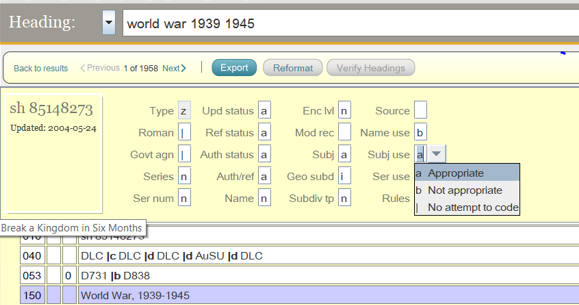 Heading: world war 1939 1945
Back to results Previous 1 of 1958 Next Export Reformat Verify Headings
sh 85148273
Updated: 2004-05-24
Type z Upd status a Enc lvl n Source
Roman | Ref status a Mod rec Name use b
Govt agn | Auth status a Subj a Subj use a
Series n Auth/ref a Geo subd i Ser use
Ser num n Name n Subdiv tp n Rules
a Appropriate
b Not appropriate
| No attempt to code
Break a Kingdom in Six Months
010 sh 85148273
040 DLC |c DLC |d DLC |d AuSU |d DLC
053 0 D731 |b D838
150 World War, 1939-1945